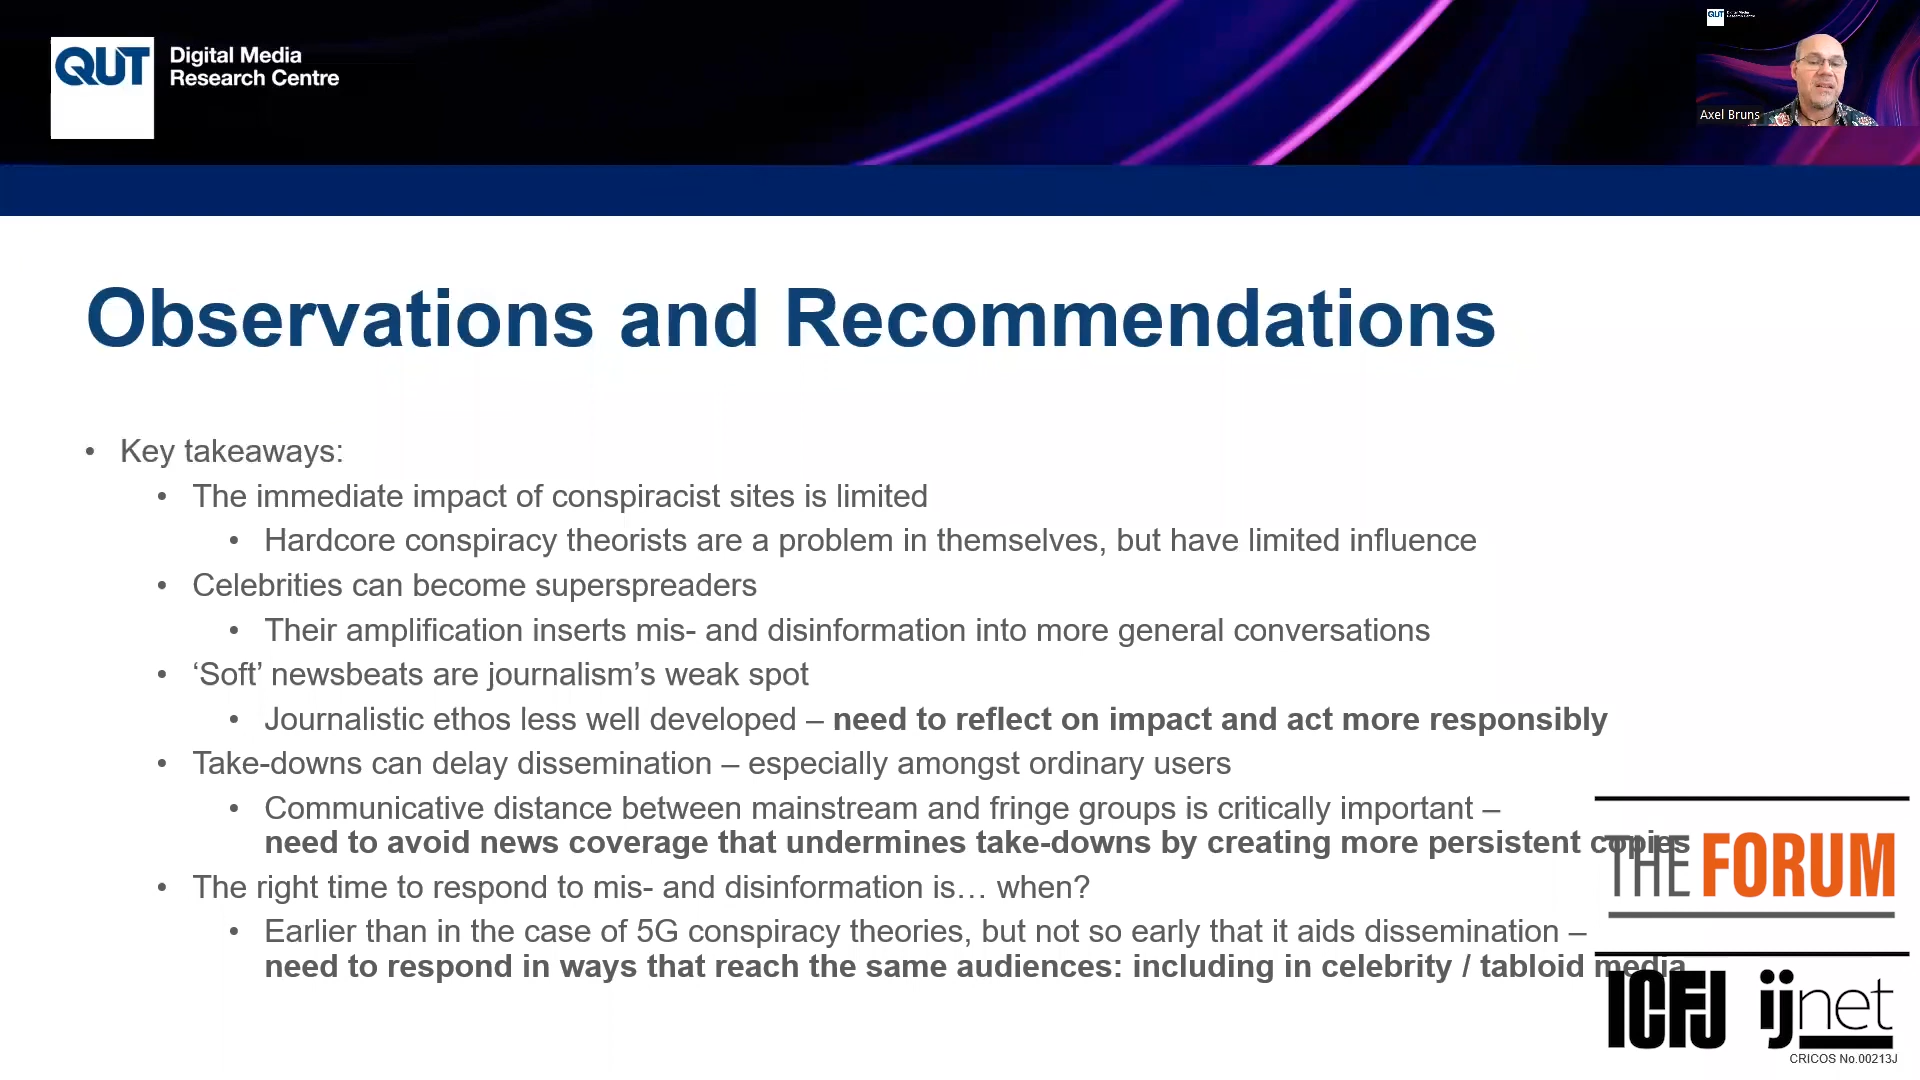 QUT
Digital Media
Research Centre
QUT
Digital Media
Research Centre
Axel Bruns
Observations and Recommendations
• Key takeaways:
• The immediate impact of conspiracist sites is limited
• Hardcore conspiracy theorists are a problem in themselves, but have limited influence
• Celebrities can become superspreaders
• Their amplification inserts mis- and disinformation into more general conversations
• ‘Soft’ newsbeats are journalism’s weak spot
• Journalistic ethos less well developed – need to reflect on impact and act more responsibly
• Take-downs can delay dissemination – especially amongst ordinary users
• Communicative distance between mainstream and fringe groups is critically important –
need to avoid news coverage that undermines take-downs by creating more persistent copies
• The right time to respond to mis- and disinformation is… when?
• Earlier than in the case of 5G conspiracy theories, but not so early that it aids dissemination –
need to respond in ways that reach the same audiences: including in celebrity / tabloid media
THE FORUM
ICFJ ijnet
CRICOS No.00213J